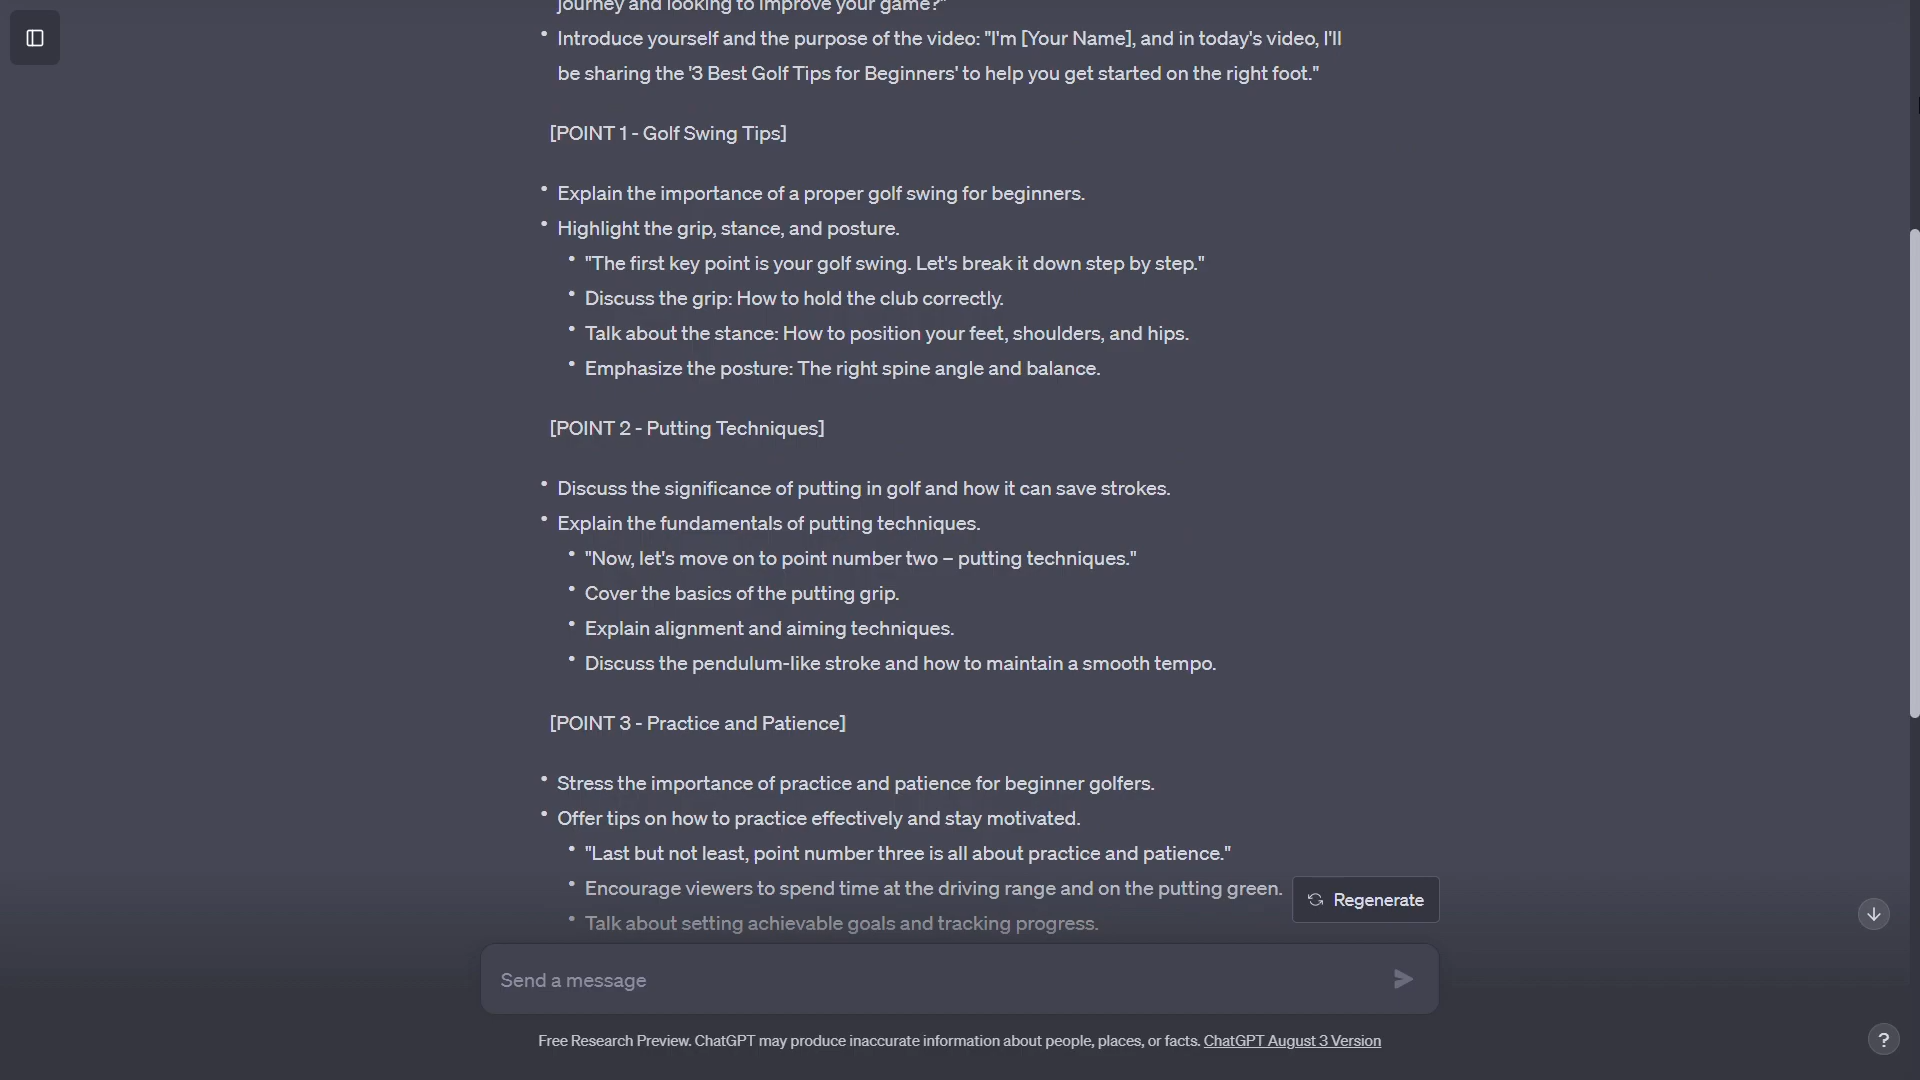 journey and looking to improve your game?"
• Introduce yourself and the purpose of the video: "I'm [Your Name], and in today's video, I'll
be sharing the '3 Best Golf Tips for Beginners' to help you get started on the right foot."
[POINT 1 - Golf Swing Tips]
• Explain the importance of a proper golf swing for beginners.
• Highlight the grip, stance, and posture.
• "The first key point is your golf swing. Let's break it down step by step."
• Discuss the grip: How to hold the club correctly.
• Talk about the stance: How to position your feet, shoulders, and hips.
• Emphasize the posture: The right spine angle and balance.
[POINT 2 - Putting Techniques]
• Discuss the significance of putting in golf and how it can save strokes.
• Explain the fundamentals of putting techniques.
• "Now, let's move on to point number two – putting techniques."
• Cover the basics of the putting grip.
• Explain alignment and aiming techniques.
• Discuss the pendulum-like stroke and how to maintain a smooth tempo.
[POINT 3 - Practice and Patience]
• Stress the importance of practice and patience for beginner golfers.
• Offer tips on how to practice effectively and stay motivated.
• "Last but not least, point number three is all about practice and patience."
• Encourage viewers to spend time at the driving range and on the putting green.
Regenerate
• Talk about setting achievable goals and tracking progress.
Send a message
Free Research Preview. ChatGPT may produce inaccurate information about people, places, or facts. ChatGPT August 3 Version
?